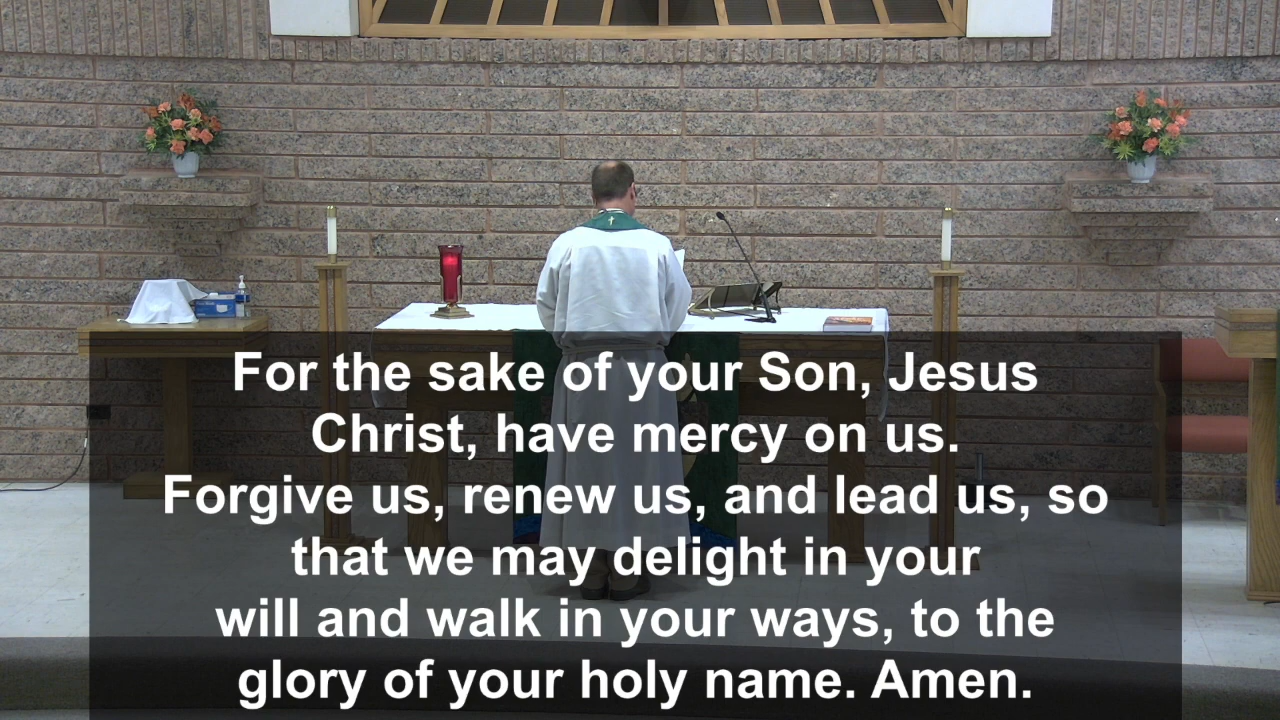 For the sake of your Son, Jesus
Christ, have mercy on us.
Forgive us, renew us, and lead us, so
that we may delight in your
will and walk in your ways, to the
glory of your holy name. Amen.